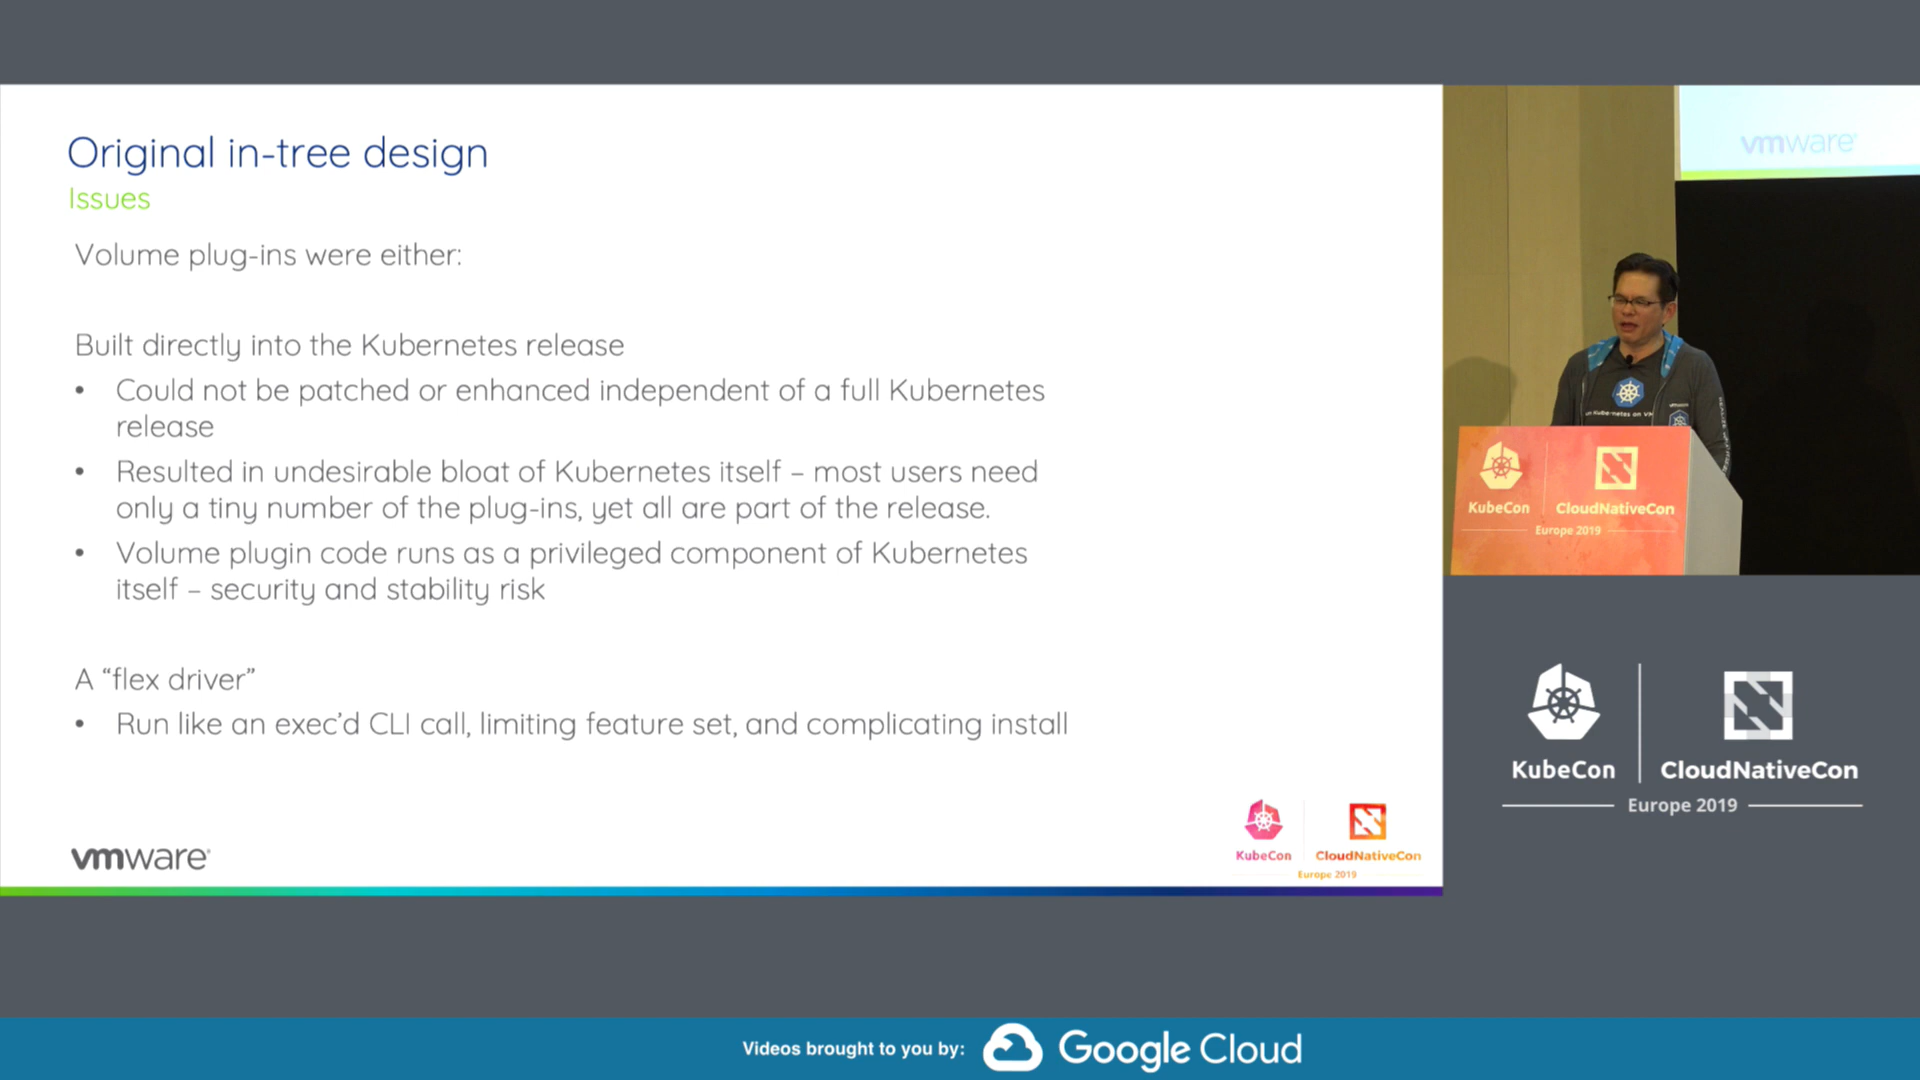 Original in-tree design
Issues
Volume plug-ins were either:
Built directly into the Kubernetes release
• Could not be patched or enhanced independent of a full Kubernetes
release
• Resulted in undesirable bloat of Kubernetes itself – most users need
only a tiny number of the plug-ins, yet all are part of the release.
• Volume plugin code runs as a privileged component of Kubernetes
itself – security and stability risk
A “flex driver”
• Run like an exec’d CLI call, limiting feature set, and complicating install
vmware®
KubeCon
CloudNativeCon
Europe 2019
vmware
KubeCon
CloudNativeCon
Europe 2019
KubeCon
CloudNativeCon
Europe 2019
Videos brought to you by:
Google Cloud